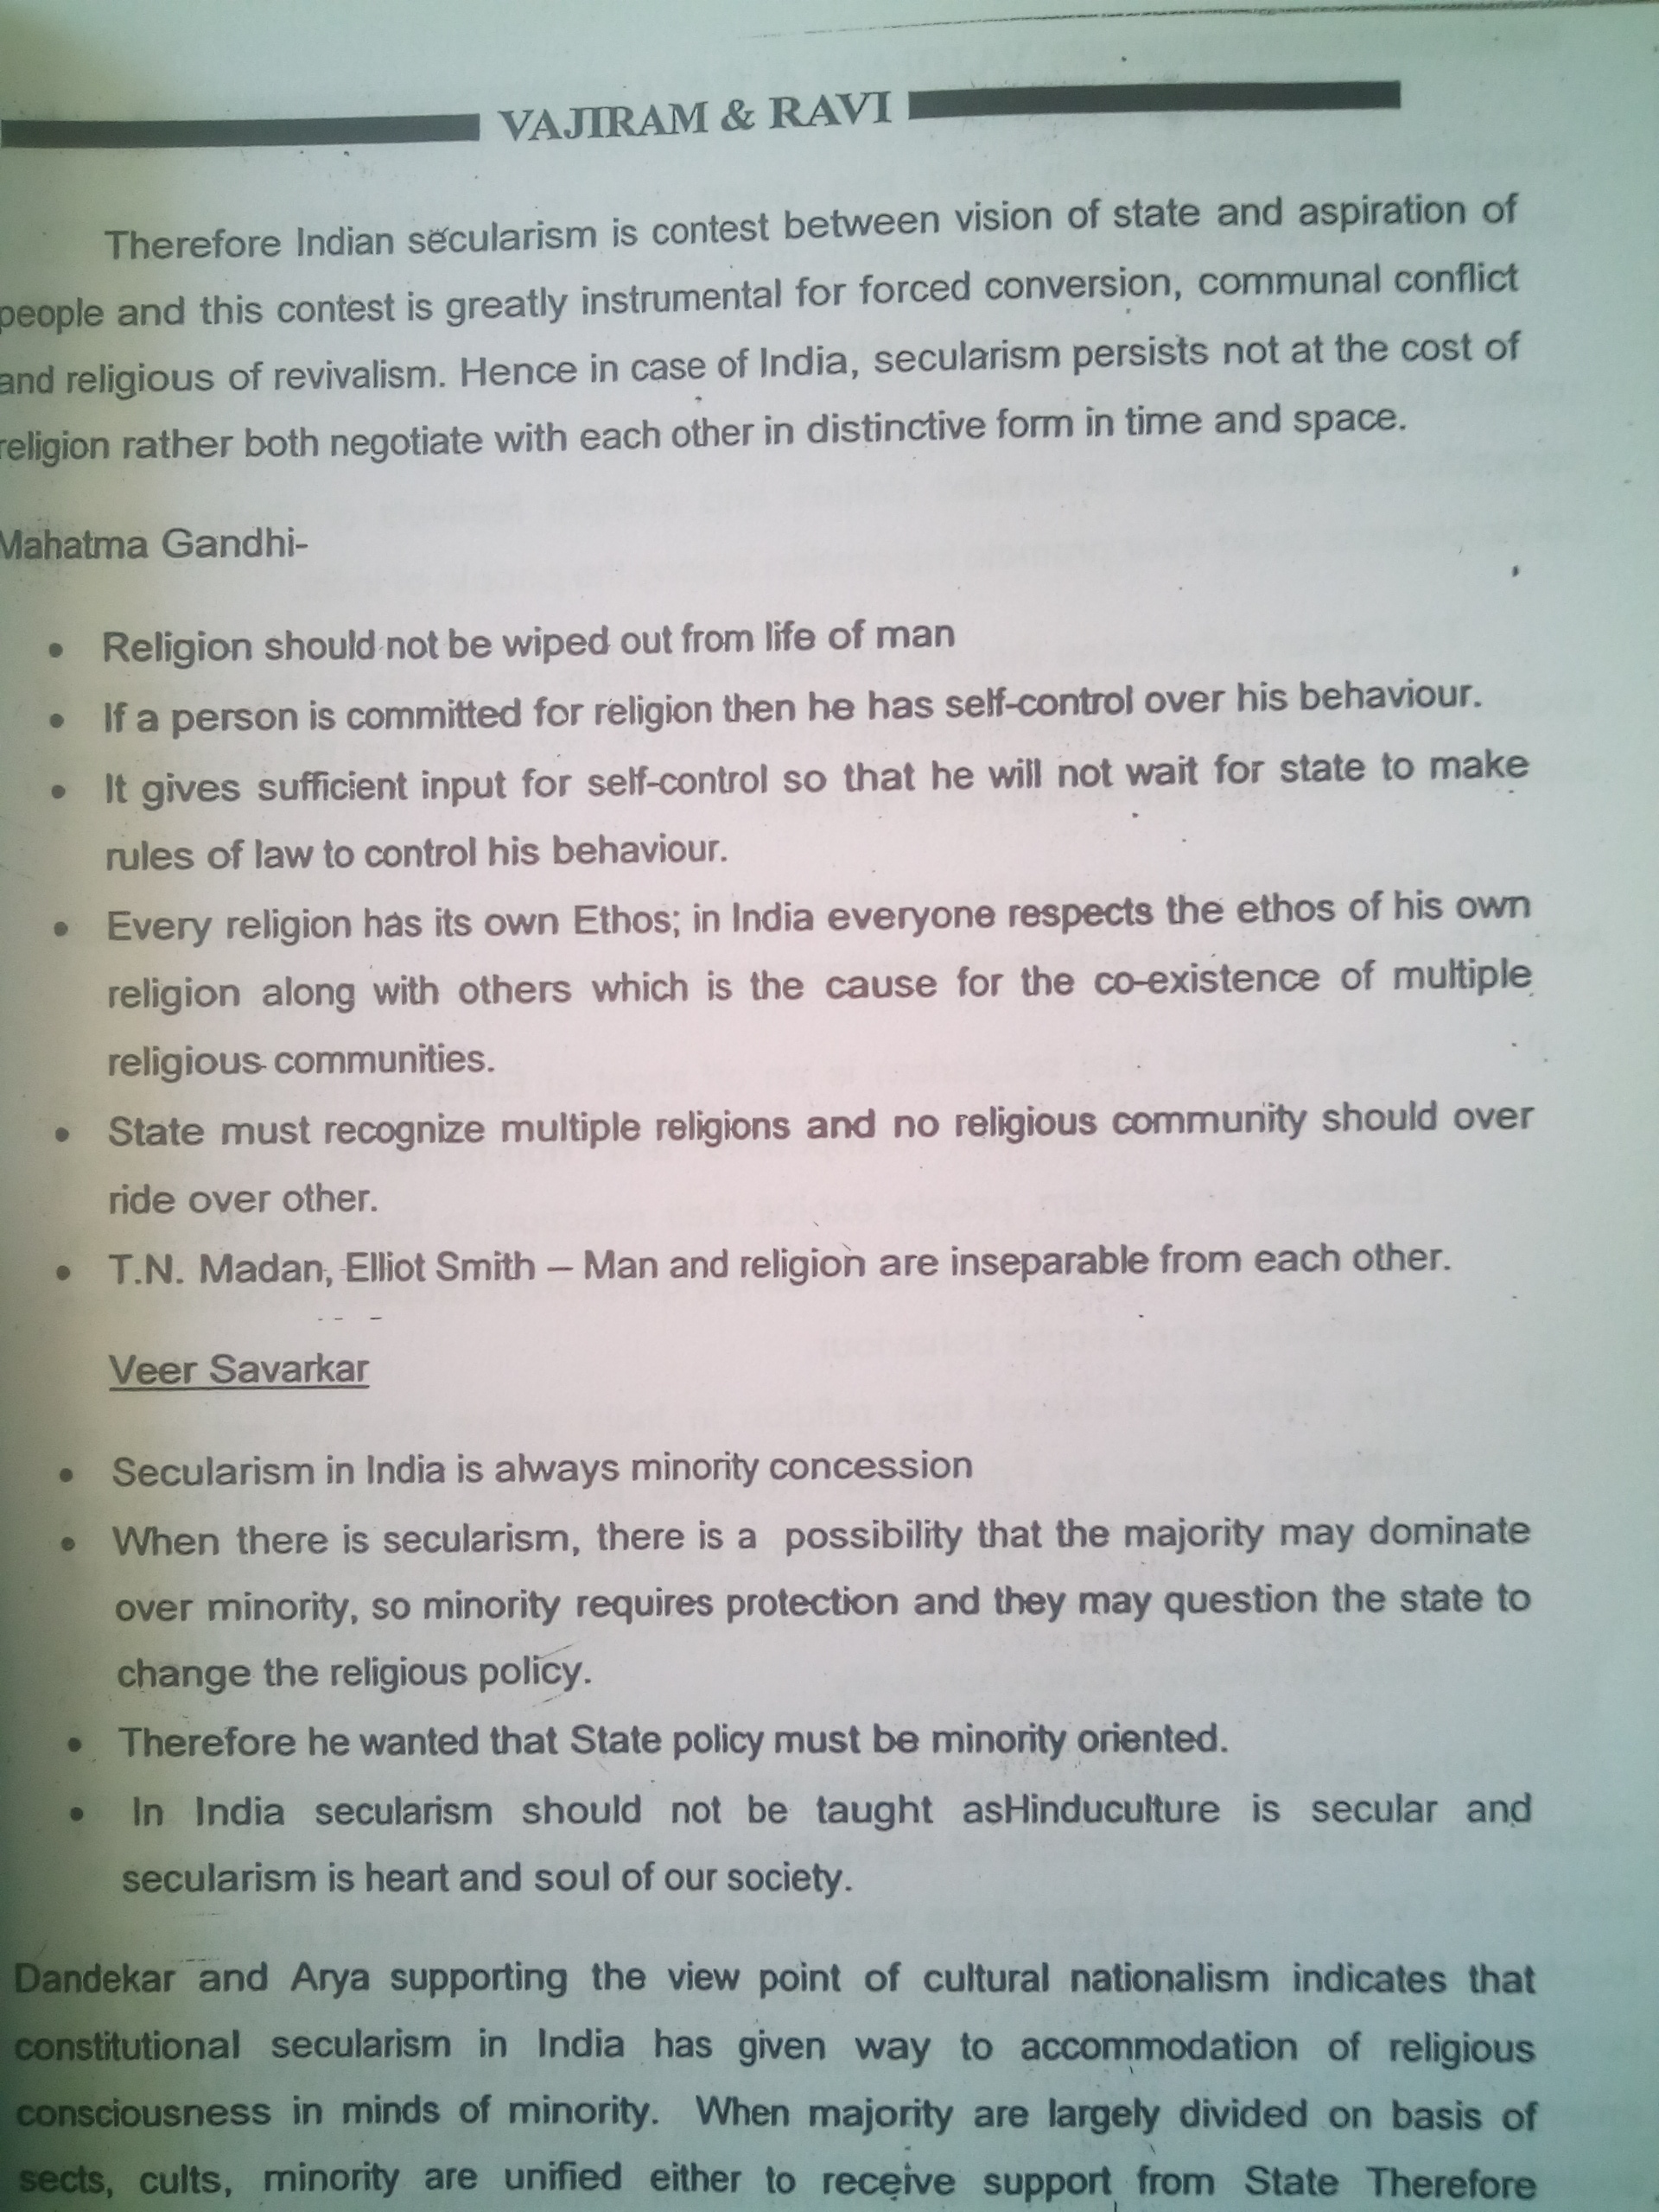 VAJIRAM & RAVI
Therefore Indian secularism is contest between vision of state and aspiration of
people and this contest is greatly instrumental for forced conversion, communal conflict
and religious of revivalism. Hence in case of India, secularism persists not at the cost of
religion rather both negotiate with each other in distinctive form in time and space.
Mahatma Gandhi-
• Religion should not be wiped out from life of man
• If a person is committed for religion then he has self-control over his behaviour.
• It gives sufficient input for self-control so that he will not wait for state to make
rules of law to control his behaviour.
• Every religion has its own Ethos; in India everyone respects the ethos of his own
religion along with others which is the cause for the co-existence of multiple
religious communities.
• State must recognize multiple religions and no religious community should over
ride over other.
• T.N. Madan, Elliot Smith – Man and religion are inseparable from each other.
Veer Savarkar
• Secularism in India is always minority concession
• When there is secularism, there is a possibility that the majority may dominate
over minority, so minority requires protection and they may question the state to
change the religious policy.
• Therefore he wanted that State policy must be minority oriented.
• In India secularism should not be taught asHinduculture is secular and
secularism is heart and soul of our society.
Dandekar and Arya supporting the view point of cultural nationalism indicates that
constitutional secularism in India has given way to accommodation of religious
consciousness in minds of minority. When majority are largely divided on basis of
sects, cults, minority are unified either to receive support from State Therefore